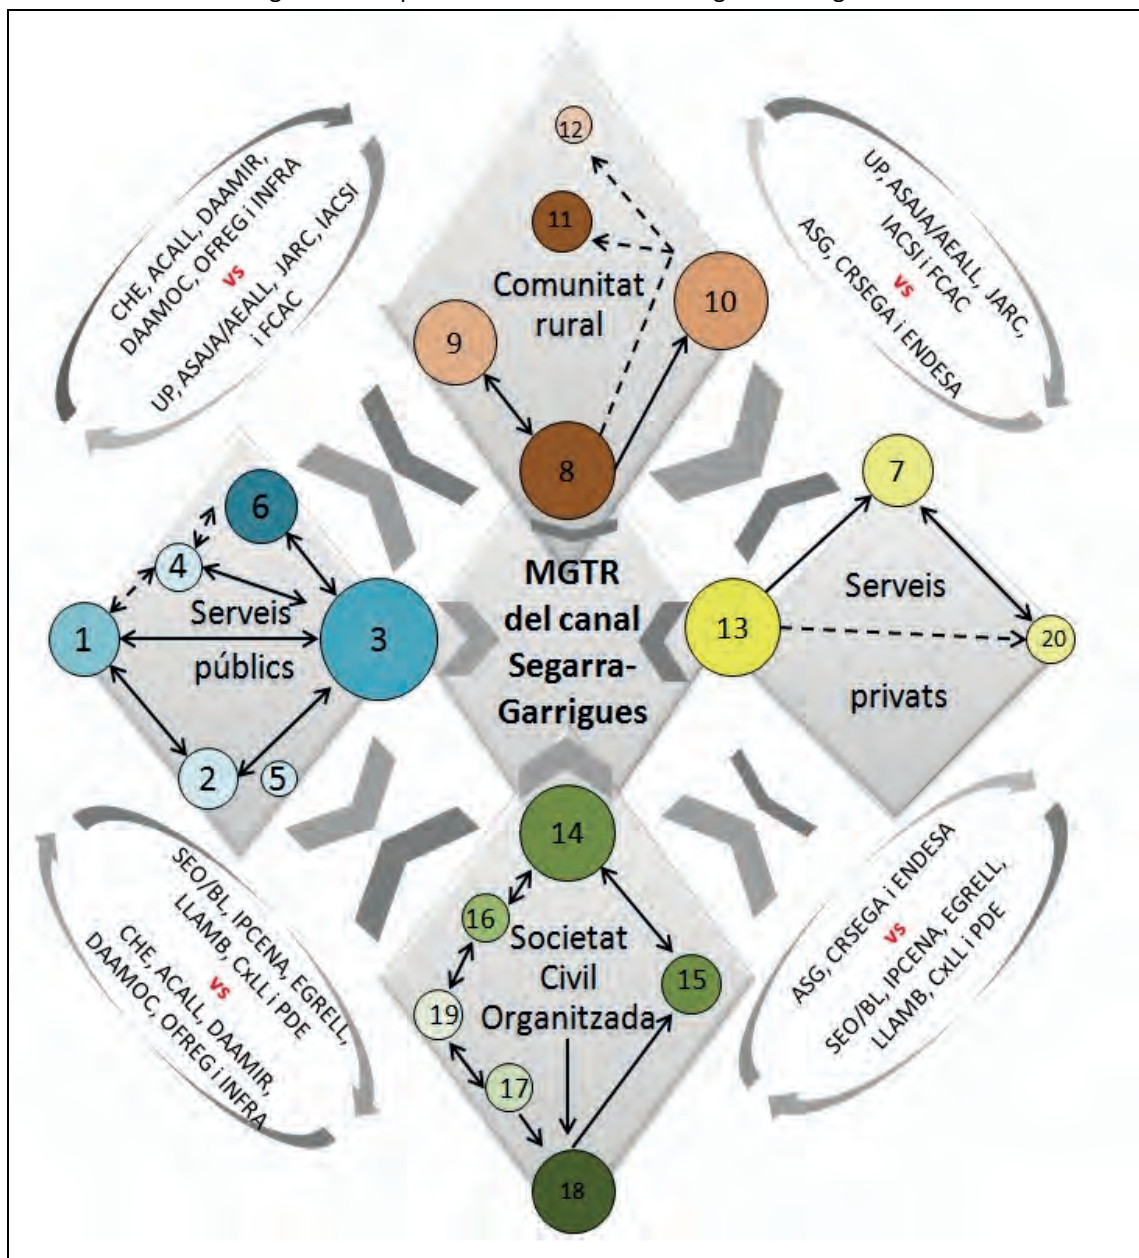 CHE, ACALL, DAAMIR,
DAAMOC, OFREG i INFRA
vs
UP, ASAJA/AEALL, JARC, IACSI
i FCAC
UP, ASAJA/AEALL, JARC,
IACSI i FCAC
vs
ASG, CRSEGA i ENDESA
12
11
Comunitat
rural
10
9
8
6
4
Serveis
1
3
públics
2
5
MGTR
del canal
Segarra-
Garrigues
7
Serveis
13
20
privats
14
16
Societat
Civil
15
19
Organitzada
17
18
SEO/BL, IPCENA, EGRELL,
LLAMB, CxLL i PDE
vs
CHE, ACALL, DAAMIR,
DAAMOC, OFREG i INFRA
ASG, CRSEGA i ENDESA
vs
SEO/BL, IPCENA, EGRELL,
LLAMB, CxLL i PDE